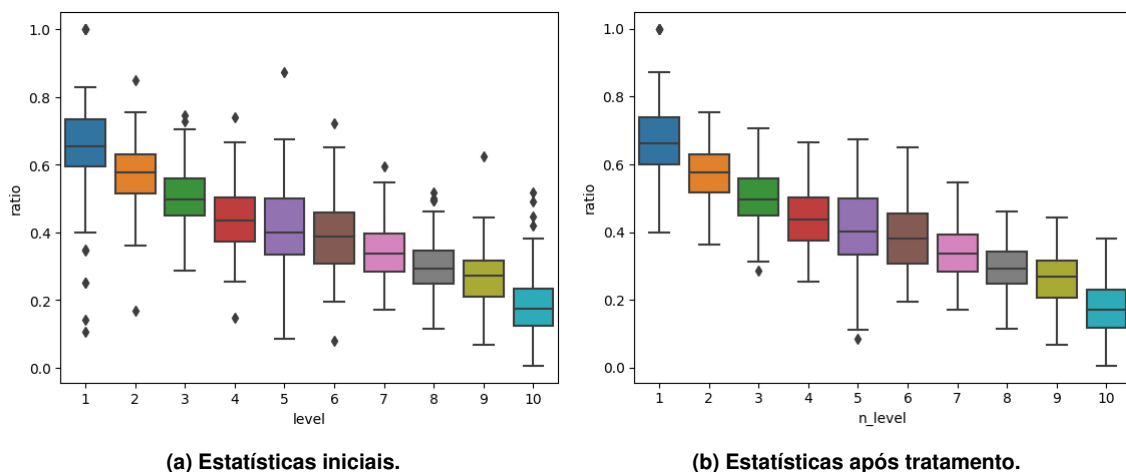 1.0
0.8
0.6
0.4
0.2
0.0
ratio
1 2 3 4 5 6 7 8 9 10
level
(a) Estatísticas iniciais.
1.0
0.8
0.6
0.4
0.2
0.0
ratio
1 2 3 4 5 6 7 8 9 10
n_level
(b) Estatísticas após tratamento.